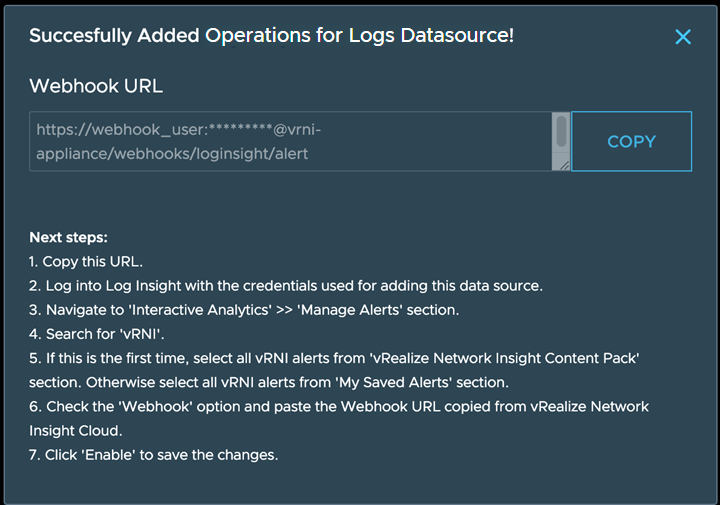 Succesfully Added Operations for Logs Datasource!
Webhook URL
https://webhook_user:*********@vrni-
appliance/webhooks/loginsight/alert
COPY
Next steps:
1. Copy this URL.
2. Log into Log Insight with the credentials used for adding this data source.
3. Navigate to 'Interactive Analytics' >> 'Manage Alerts' section.
4. Search for 'vRNI'.
5. If this is the first time, select all vRNI alerts from 'vRealize Network Insight Content Pack'
section. Otherwise select all vRNI alerts from 'My Saved Alerts' section.
6. Check the 'Webhook' option and paste the Webhook URL copied from vRealize Network
Insight Cloud.
7. Click 'Enable' to save the changes.